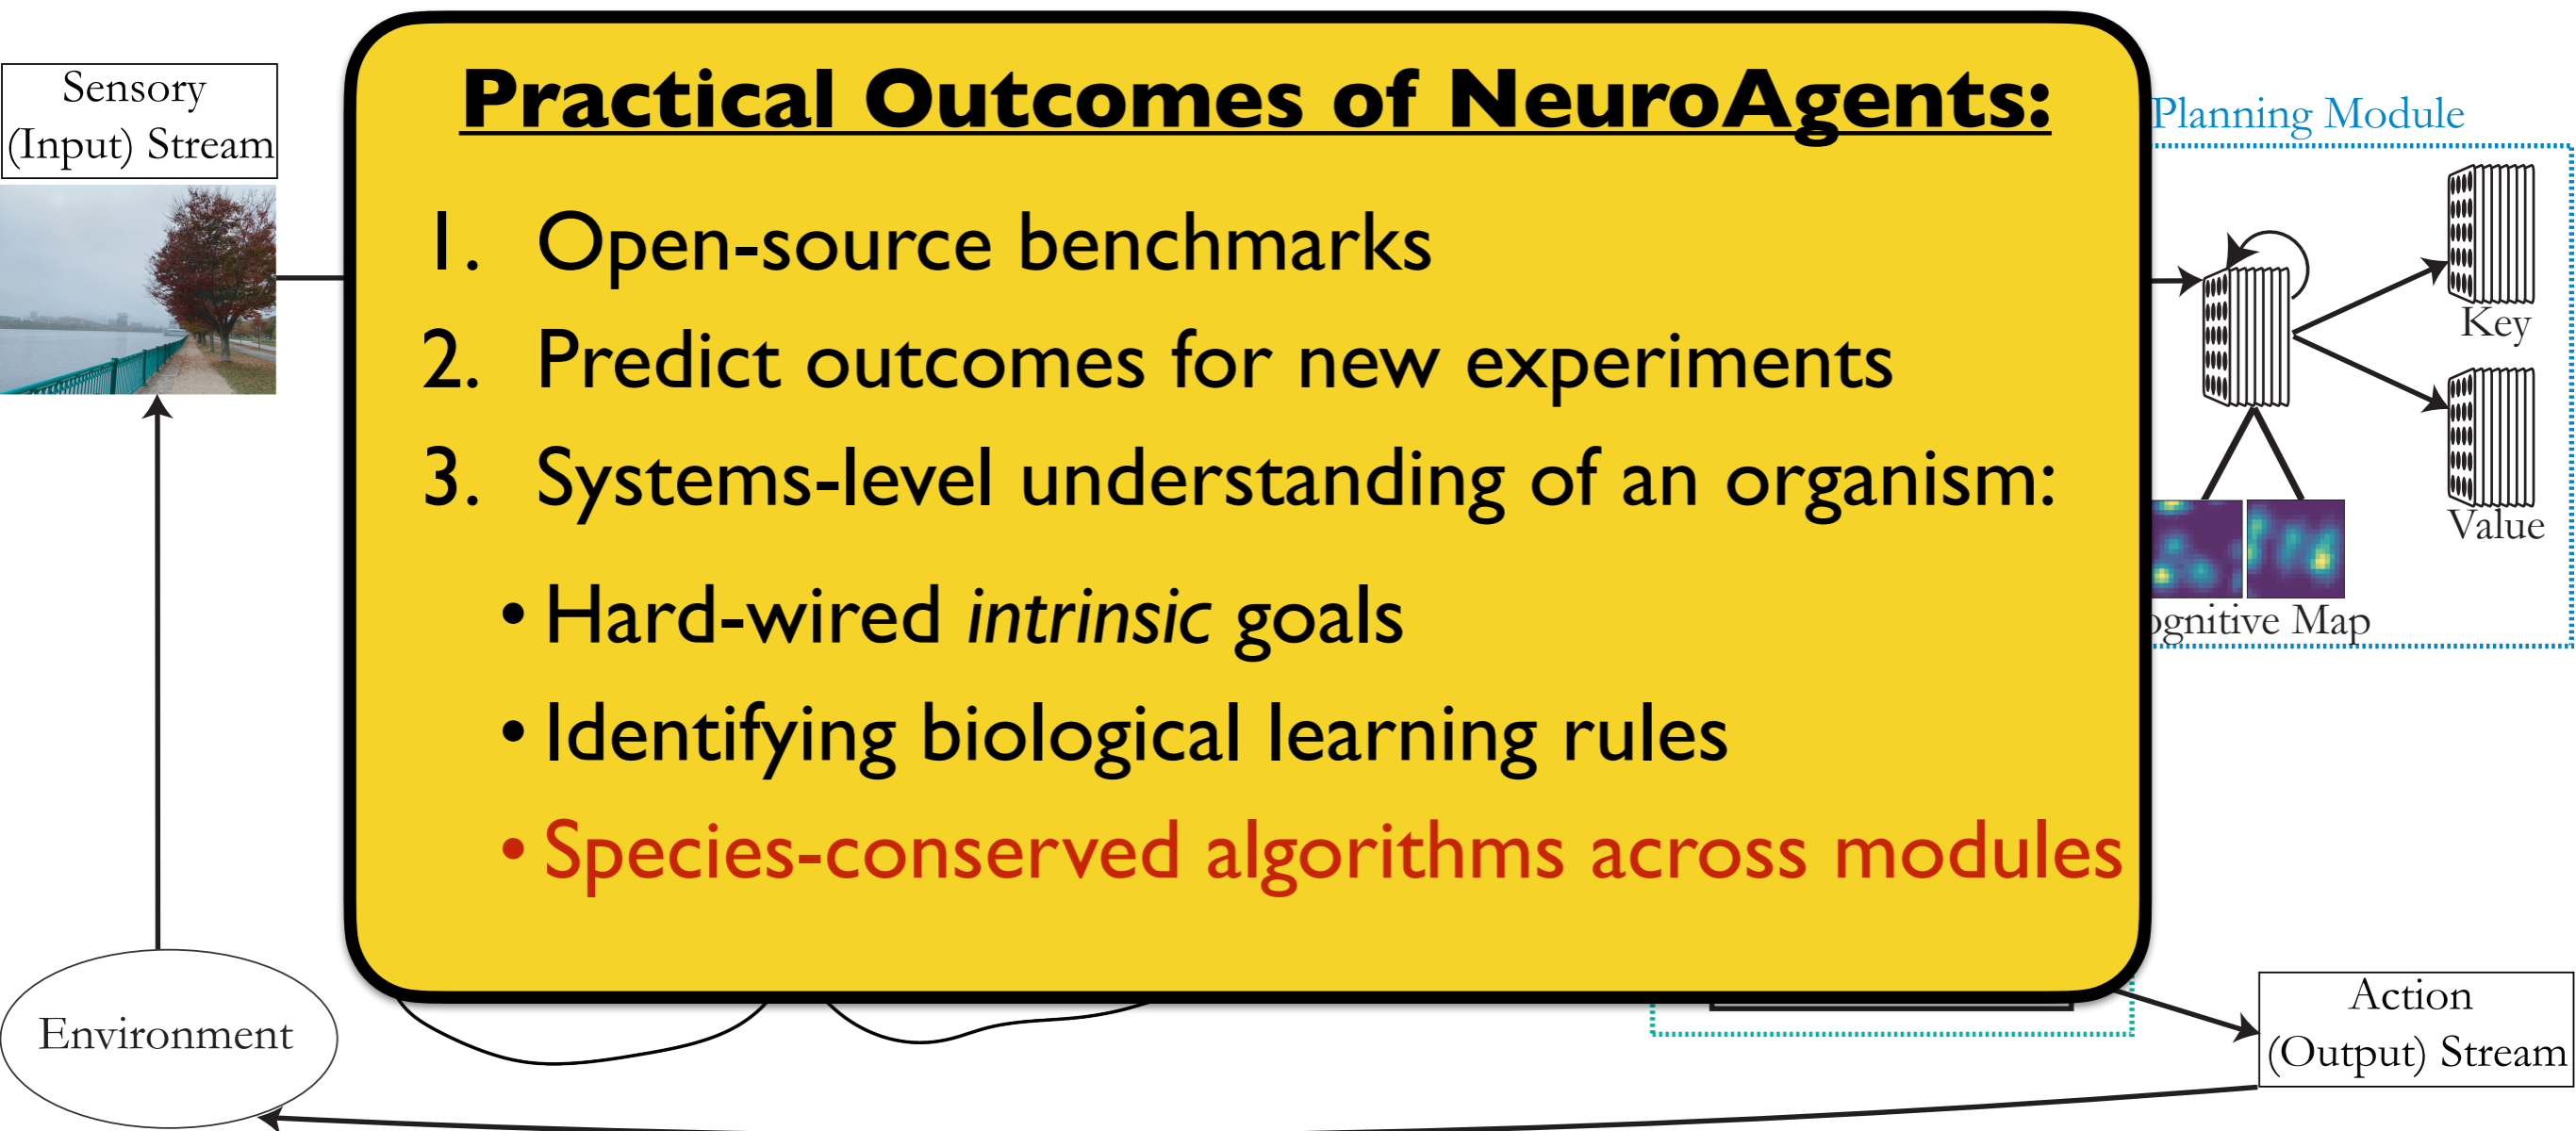 Sensory
(Input) Stream
Practical Outcomes of NeuroAgents:
1. Open-source benchmarks
2. Predict outcomes for new experiments
3. Systems-level understanding of an organism:
• Hard-wired intrinsic goals
• Identifying biological learning rules
• Species-conserved algorithms across modules
Planning Module
Key
Value
ognitive Map
Environment
Action
(Output) Stream